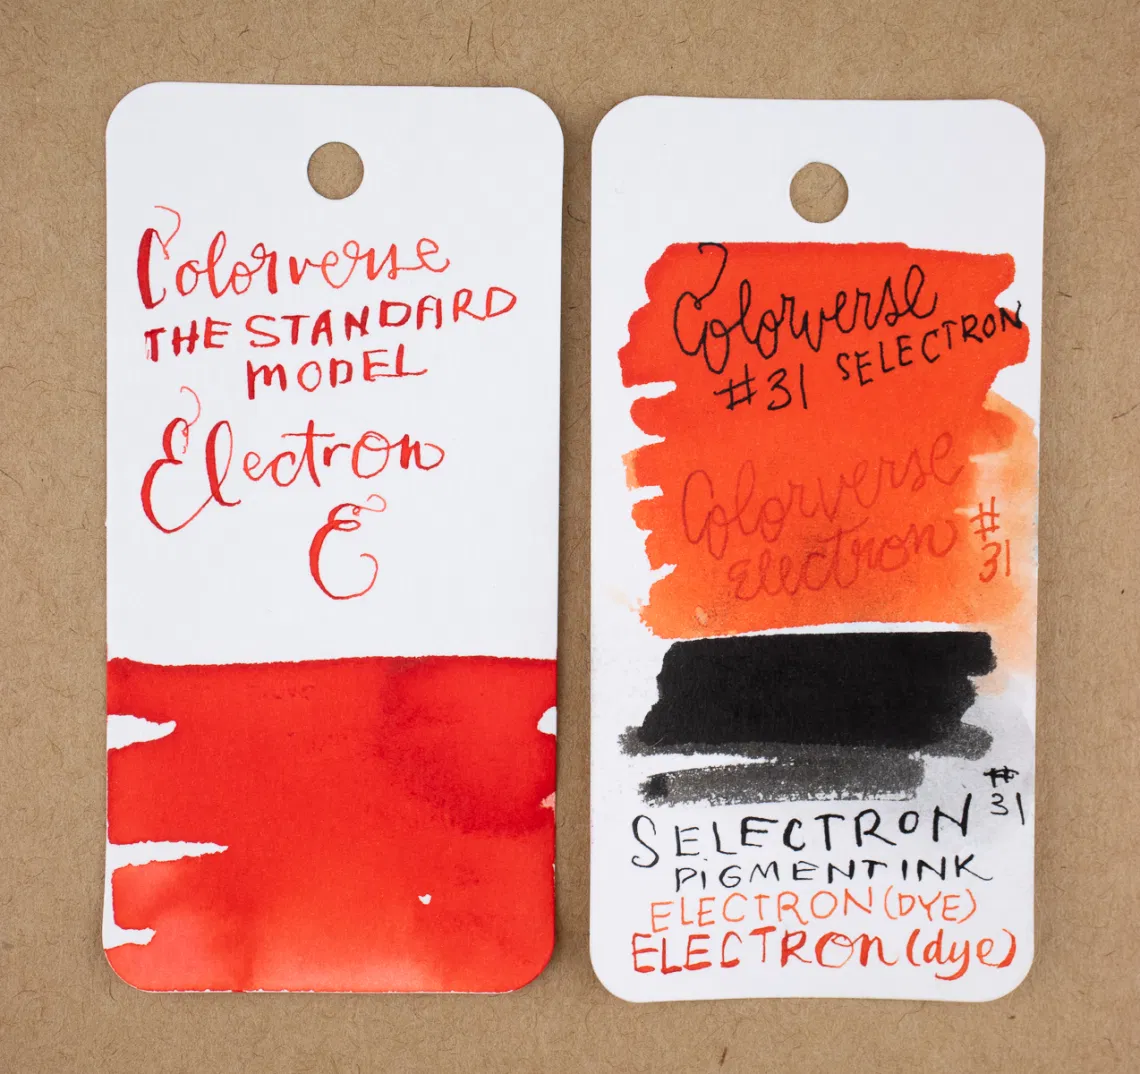 Colorverse
THE STANDARD
MODEL
Electron
E
Colorverse
SELECTRON
#31
Colorverse
Electron
#
31
#
31
SELECTRON
PiGMENT INK
ELECTRON (DYE)
ELECTRON (dye)